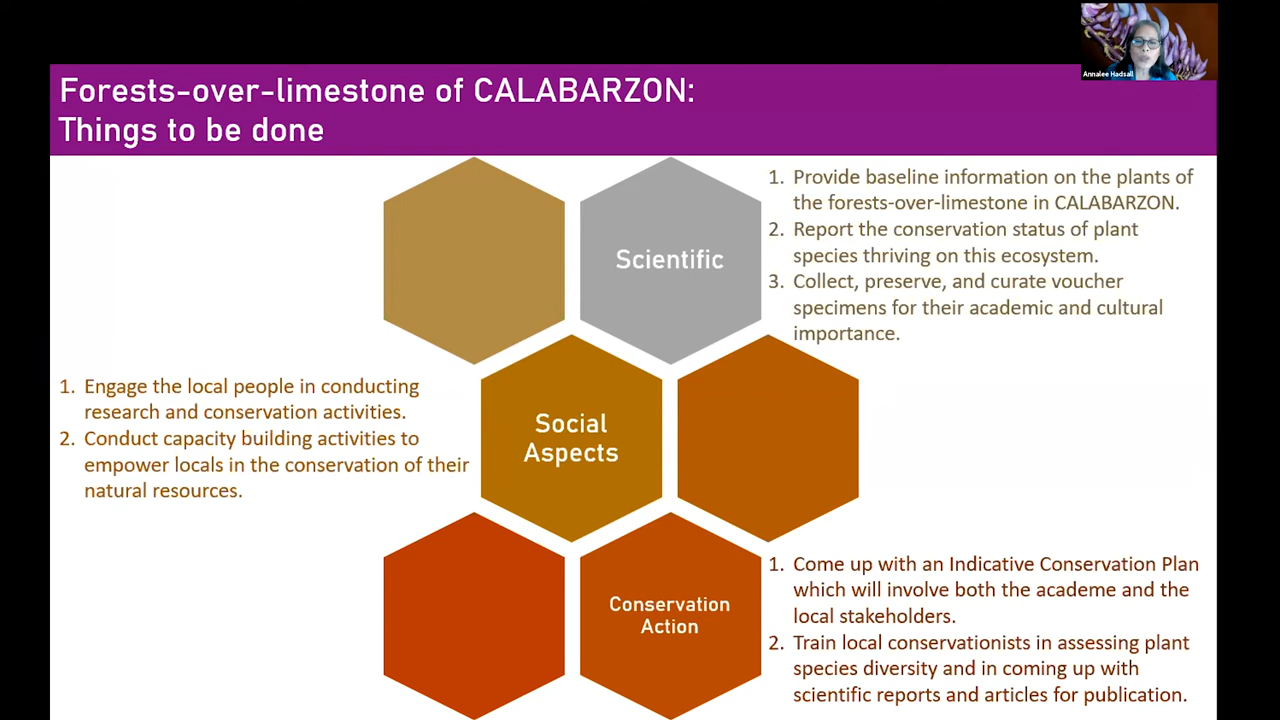 Annalee Hadsall
Forests-over-limestone of CALABARZON:
Things to be done
Scientific
1. Provide baseline information on the plants of
the forests-over-limestone in CALABARZON.
2. Report the conservation status of plant
species thriving on this ecosystem.
3. Collect, preserve, and curate voucher
specimens for their academic and cultural
importance.
1. Engage the local people in conducting
research and conservation activities.
2. Conduct capacity building activities to
empower locals in the conservation of their
natural resources.
Social
Aspects
Conservation
Action
1. Come up with an Indicative Conservation Plan
which will involve both the academe and the
local stakeholders.
2. Train local conservationists in assessing plant
species diversity and in coming up with
scientific reports and articles for publication.